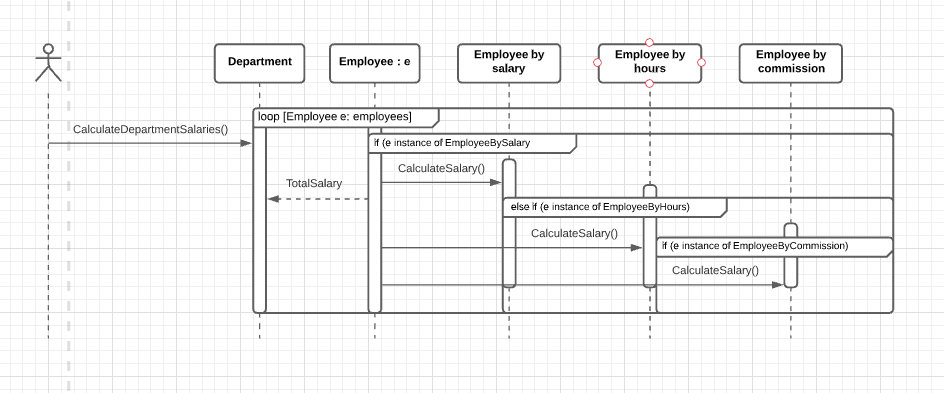 Department
Employee : e
Employee by
salary
Employee by
hours
Employee by
commission
loop [Employee e: employees]
CalculateDepartmentSalaries()
if (e instance of EmployeeBySalary
CalculateSalary()
TotalSalary
else if (e instance of EmployeeByHours)
CalculateSalary()
if (e instance of EmployeeByCommission)
CalculateSalary()